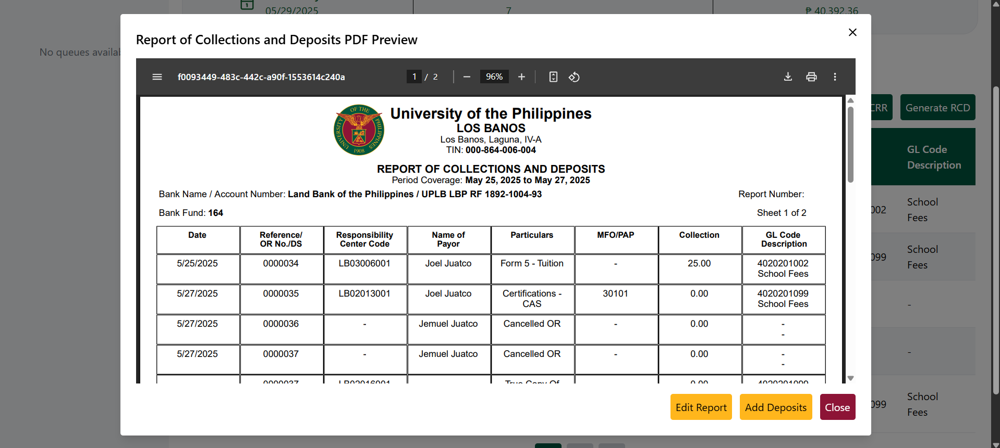 05/29/2025
7
₱ 40,392.36
No queues availab
CRR
Generate RCD
GL Code
Description
002
School
Fees
099
School
Fees
-
-
099
School
Fees
Report of Collections and Deposits PDF Preview
f0093449-483c-442c-a90f-1553614c240a
1 / 2
96%
UNIVERSITY OF THE PHILIPPINES
1908
University of the Philippines
LOS BANOS
Los Banos, Laguna, IV-A
TIN: 000-864-006-004
REPORT OF COLLECTIONS AND DEPOSITS
Period Coverage: May 25, 2025 to May 27, 2025
Bank Name / Account Number: Land Bank of the Philippines / UPLB LBP RF 1892-1004-93
Report Number:
Bank Fund: 164
Sheet 1 of 2
Date
Reference/
OR No./DS
Responsibility
Center Code
Name of
Payor
Particulars
MFO/PAP
Collection
GL Code
Description
5/25/2025
0000034
LB03006001
Joel Juatco
Form 5 - Tuition
-
25.00
4020201002
School Fees
5/27/2025
0000035
LB02013001
Joel Juatco
Certifications -
CAS
30101
0.00
4020201099
School Fees
5/27/2025
0000036
-
Jemuel Juatco
Cancelled OR
-
0.00
-
-
5/27/2025
0000037
-
Jemuel Juatco
Cancelled OR
-
0.00
-
-
0000037
LB02016001
True Copy Of
0.00
4020201099
Edit Report
Add Deposits
Close